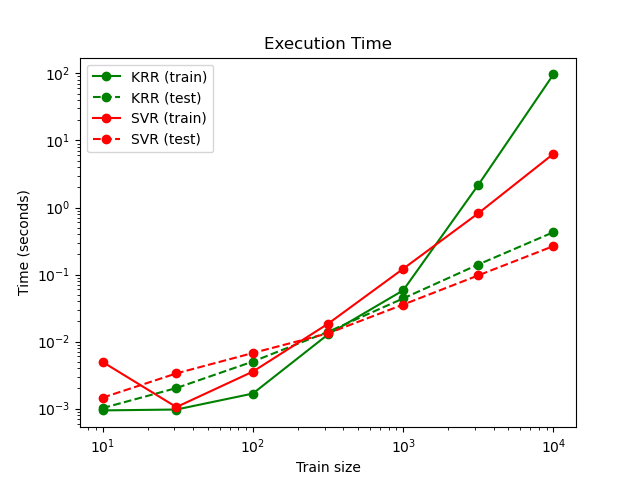 Execution Time
KRR (train)
KRR (test)
SVR (train)
SVR (test)
Time (seconds)
10²
10¹
10⁰
10⁻¹
10⁻²
10⁻³
10¹ 10² 10³ 10⁴
Train size